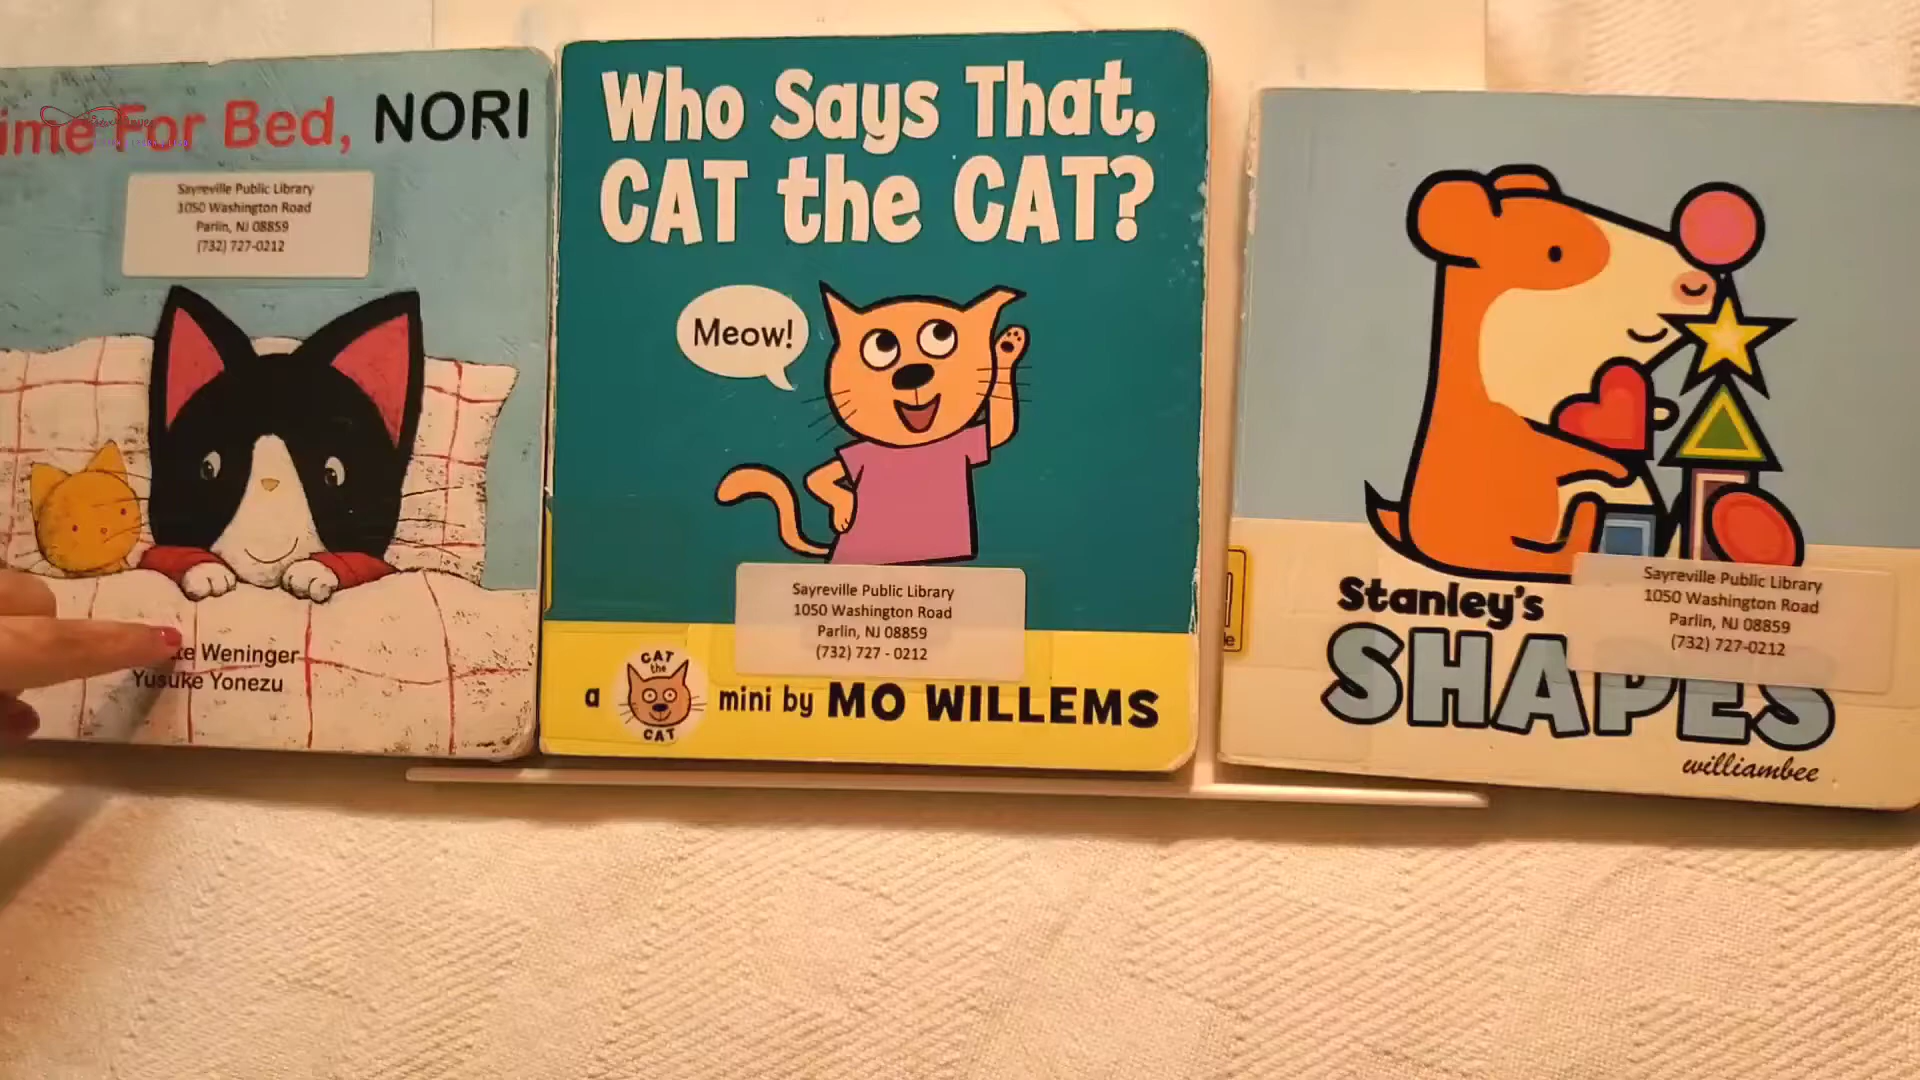 ime For Bed, NORI
Sayreville Public Library
1050 Washington Road
Parlin, NJ 08859
(732) 727-0212
te Weninger
Yusuke Yonezu
Who Says That,
CAT the CAT?
Meow!
Sayreville Public Library
1050 Washington Road
Parlin, NJ 08859
(732) 727 - 0212
CAT
the
CAT
a mini by MO WILLEMS
Stanley's
SHAPES
Sayreville Public Library
1050 Washington Road
Parlin, NJ 08859
(732) 727-0212
williambee